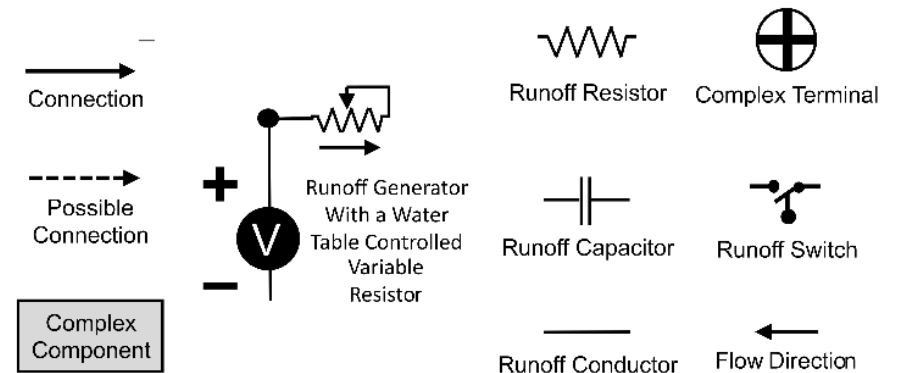 Connection
Possible
Connection
Complex
Component
+
V
−
Runoff Generator
With a Water
Table Controlled
Variable
Resistor
Runoff Resistor
Complex Terminal
Runoff Capacitor
Runoff Switch
Runoff Conductor
Flow Direction